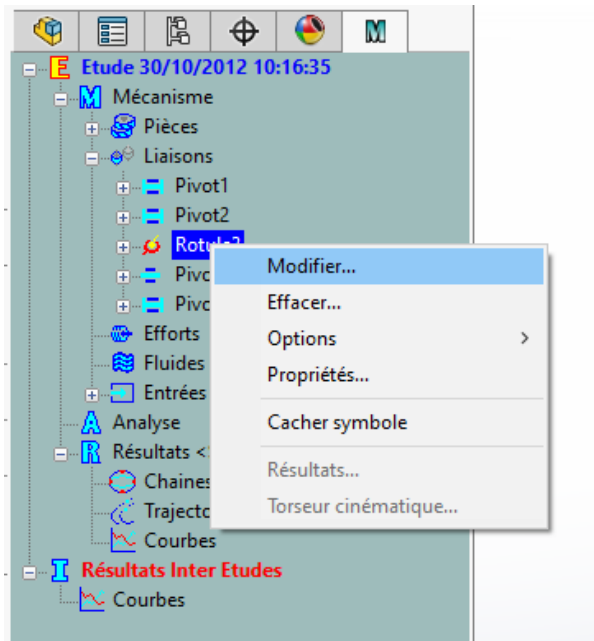 Etude 30/10/2012 10:16:35
Mécanisme
Pièces
Liaisons
Pivot1
Pivot2
Modifier...
Effacer...
Efforts
Options
Fluides
Propriétés...
Entrées
Analyse
Cacher symbole
Résultats
Résultats...
Torseur cinématique...
Courbes
Résultats Inter Etudes
Courbes